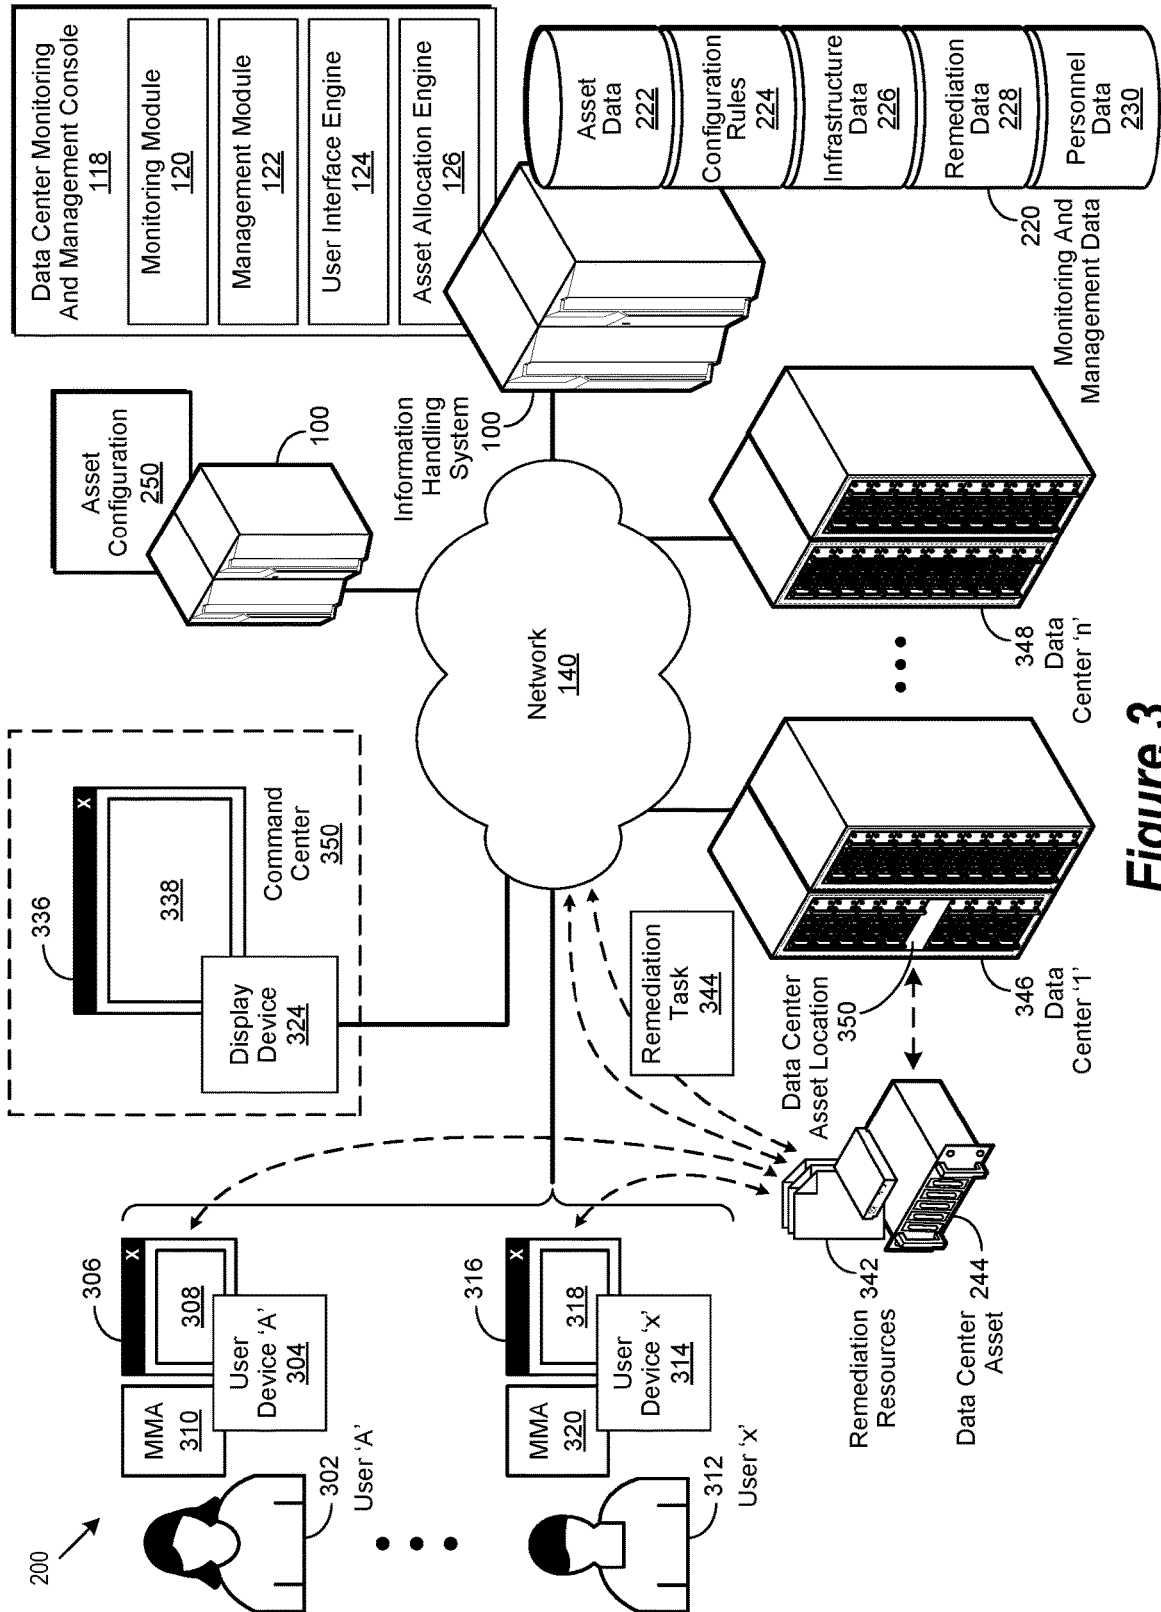 200
302
User 'A'
MMA
310
306
X
308
User
Device 'A'
304
312
User 'x'
MMA
320
316
X
318
User
Device 'x'
314
336
X
338
Display
Device
324
Command
Center
350
Asset
Configuration
250
100
Data Center Monitoring
And Management Console
118
Monitoring Module
120
Management Module
122
User Interface Engine
124
Asset Allocation Engine
126
Information
Handling
System
100
Network
140
Remediation
Task
344
Remediation
Resources
342
Data Center
Asset
244
Data Center
Asset Location
350
346
Data
Center '1'
348
Data
Center 'n'
Asset
Data
222
Configuration
Rules
224
Infrastructure
Data
226
Remediation
Data
228
Personnel
Data
230
220
Monitoring And
Management Data
Figure 3